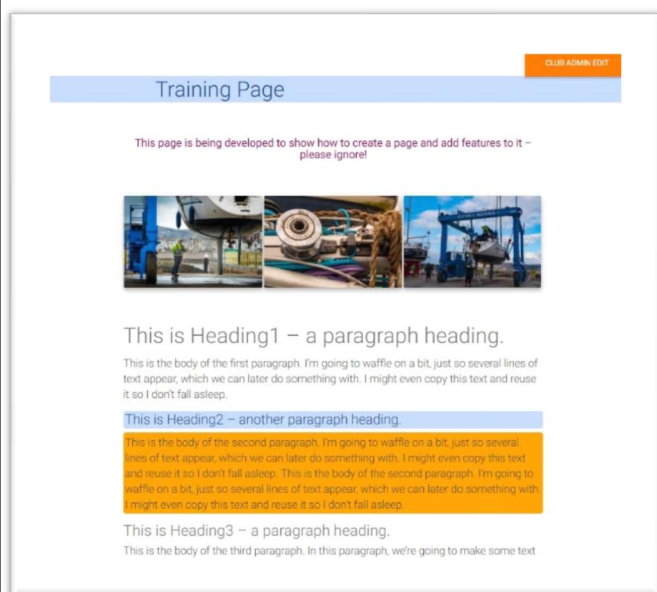 CLUB ADMIN EDIT
Training Page
This page is being developed to show how to create a page and add features to it –
please ignore!
This is Heading1 – a paragraph heading.
This is the body of the first paragraph. I'm going to waffle on a bit, just so several lines of
text appear, which we can later do something with. I might even copy this text and reuse
it so I don't fall asleep.
This is Heading2 – another paragraph heading.
This is the body of the second paragraph. I'm going to waffle on a bit, just so several
lines of text appear, which we can later do something with. I might even copy this text
and reuse it so I don't fall asleep. This is the body of the second paragraph. I'm going to
waffle on a bit, just so several lines of text appear, which we can later do something with.
I might even copy this text and reuse it so I don't fall asleep.
This is Heading3 – a paragraph heading.
This is the body of the third paragraph. In this paragraph, we're going to make some text